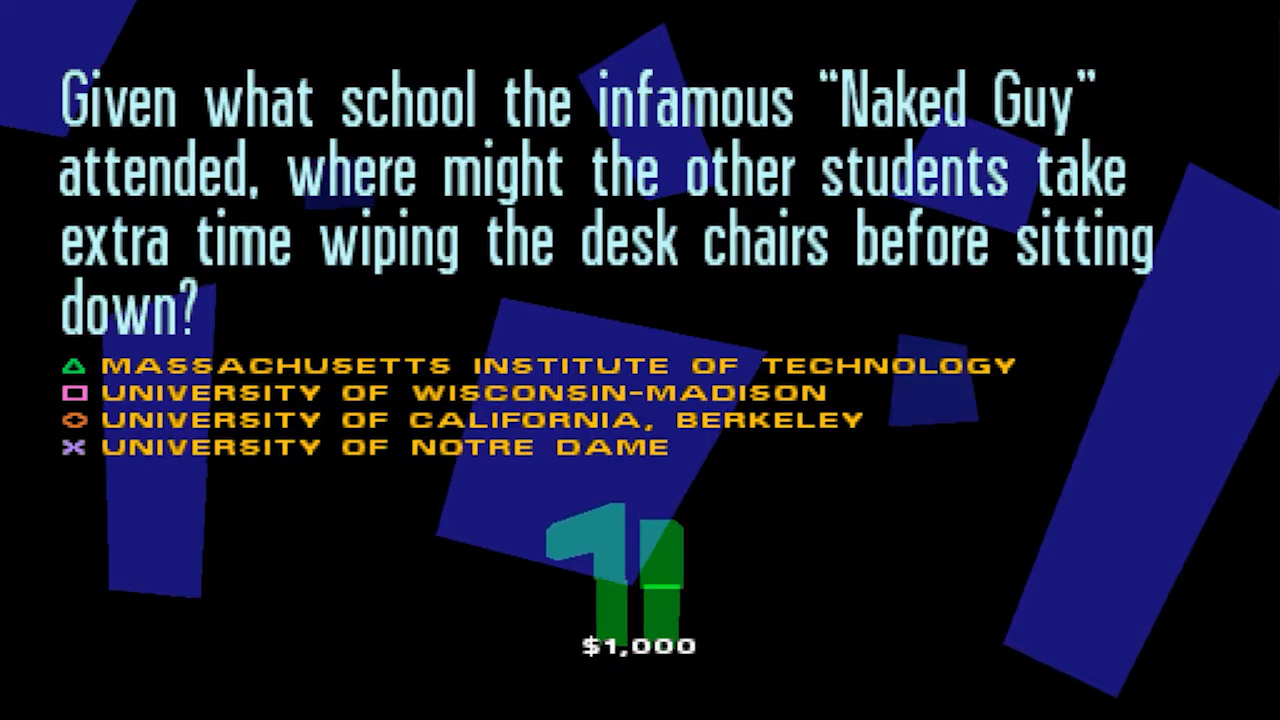 Given what school the infamous “Naked Guy”
attended, where might the other students take
extra time wiping the desk chairs before sitting
down?
MASSACHUSETTS INSTITUTE OF TECHNOLOGY
UNIVERSITY OF WISCONSIN-MADISON
UNIVERSITY OF CALIFORNIA, BERKELEY
UNIVERSITY OF NOTRE DAME
$1,000